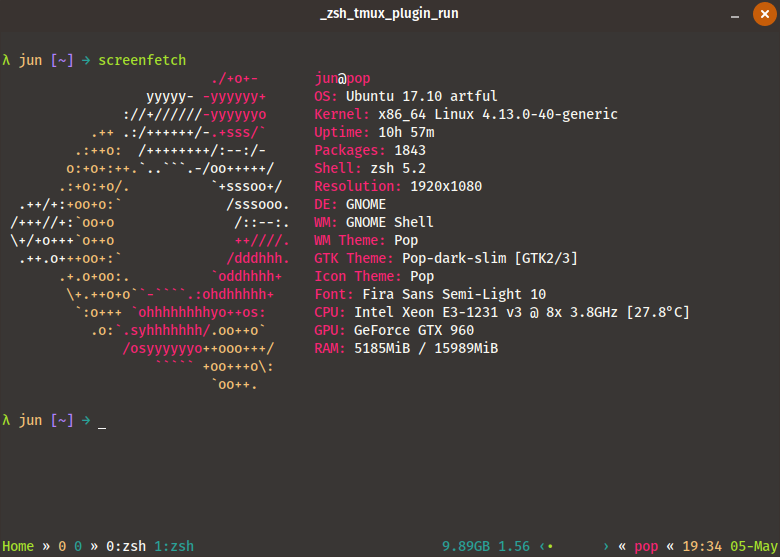 _zsh_tmux_plugin_run
λ jun [~] → screenfetch
./+o+- jun@pop
yyyyy- -yyyyyy+ OS: Ubuntu 17.10 artful
://+//////-yyyyyyo Kernel: x86_64 Linux 4.13.0-40-generic
.++ .:/++++++/-.+sss/` Uptime: 10h 57m
.:++o: /++++++++/:--:/- Packages: 1843
o:+o+:++.`..```.-/oo+++++/ Shell: zsh 5.2
.:+o:+o/. `+sssoo+/ Resolution: 1920x1080
.++/+:+oo+o:` /sssooo. DE: GNOME
/+++//+:`oo+o /::--:. WM: GNOME Shell
\+/+o+++`o++o ++////. WM Theme: Pop
.++.o+++oo+:` /dddhhh. GTK Theme: Pop-dark-slim [GTK2/3]
.+.o+oo:. `oddhhhh+ Icon Theme: Pop
\+.++o+o``-````.:ohdhhhhh+ Font: Fira Sans Semi-Light 10
`:o+++ `ohhhhhhhhyo++os: CPU: Intel Xeon E3-1231 v3 @ 8x 3.8GHz [27.8°C]
.o:`.syhhhhhhh/.oo++o` GPU: GeForce GTX 960
/osyyyyyyo++ooo+++/ RAM: 5185MiB / 15989MiB
````` +oo+++o\:
`oo++.
λ jun [~] → _
Home » 0 0 » 0:zsh 1:zsh 9.89GB 1.56 ‹• › « pop « 19:34 05-May